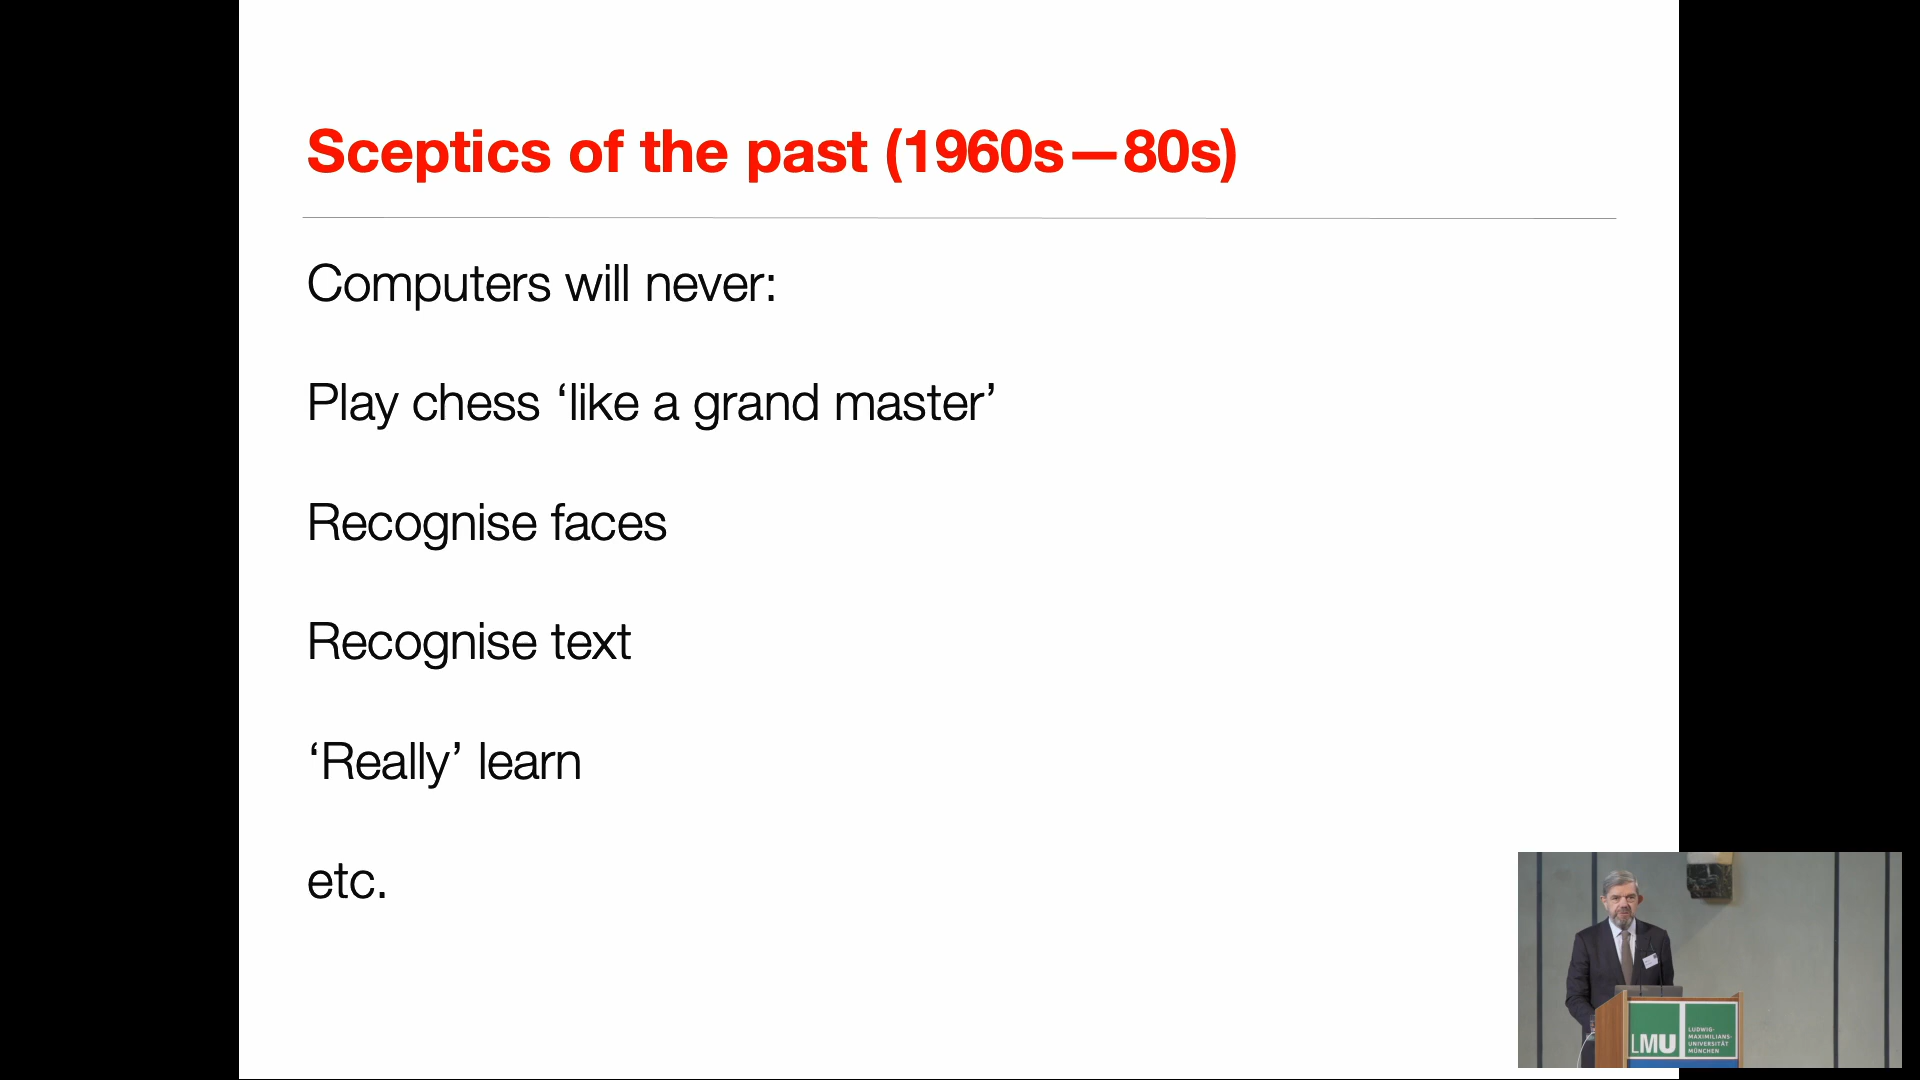 Sceptics of the past (1960s—80s)
Computers will never:
Play chess ‘like a grand master’
Recognise faces
Recognise text
‘Really’ learn
etc.
LMU
LUDWIG-
MAXIMILIANS-
UNIVERSITÄT
MÜNCHEN